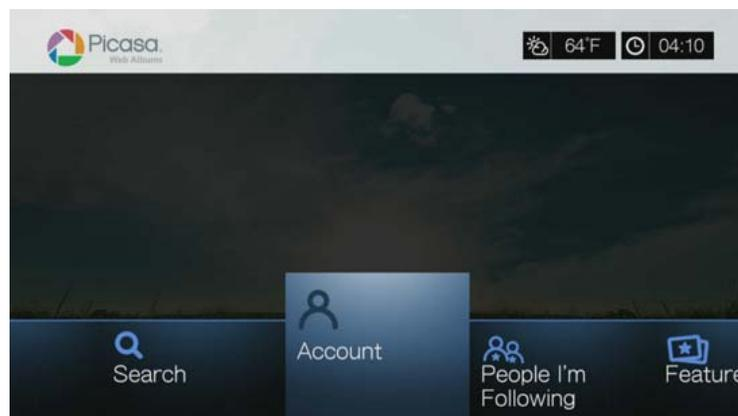 Picasa.
Web Albums
64°F
04:10
Search
Account
People I'm
Following
Feature